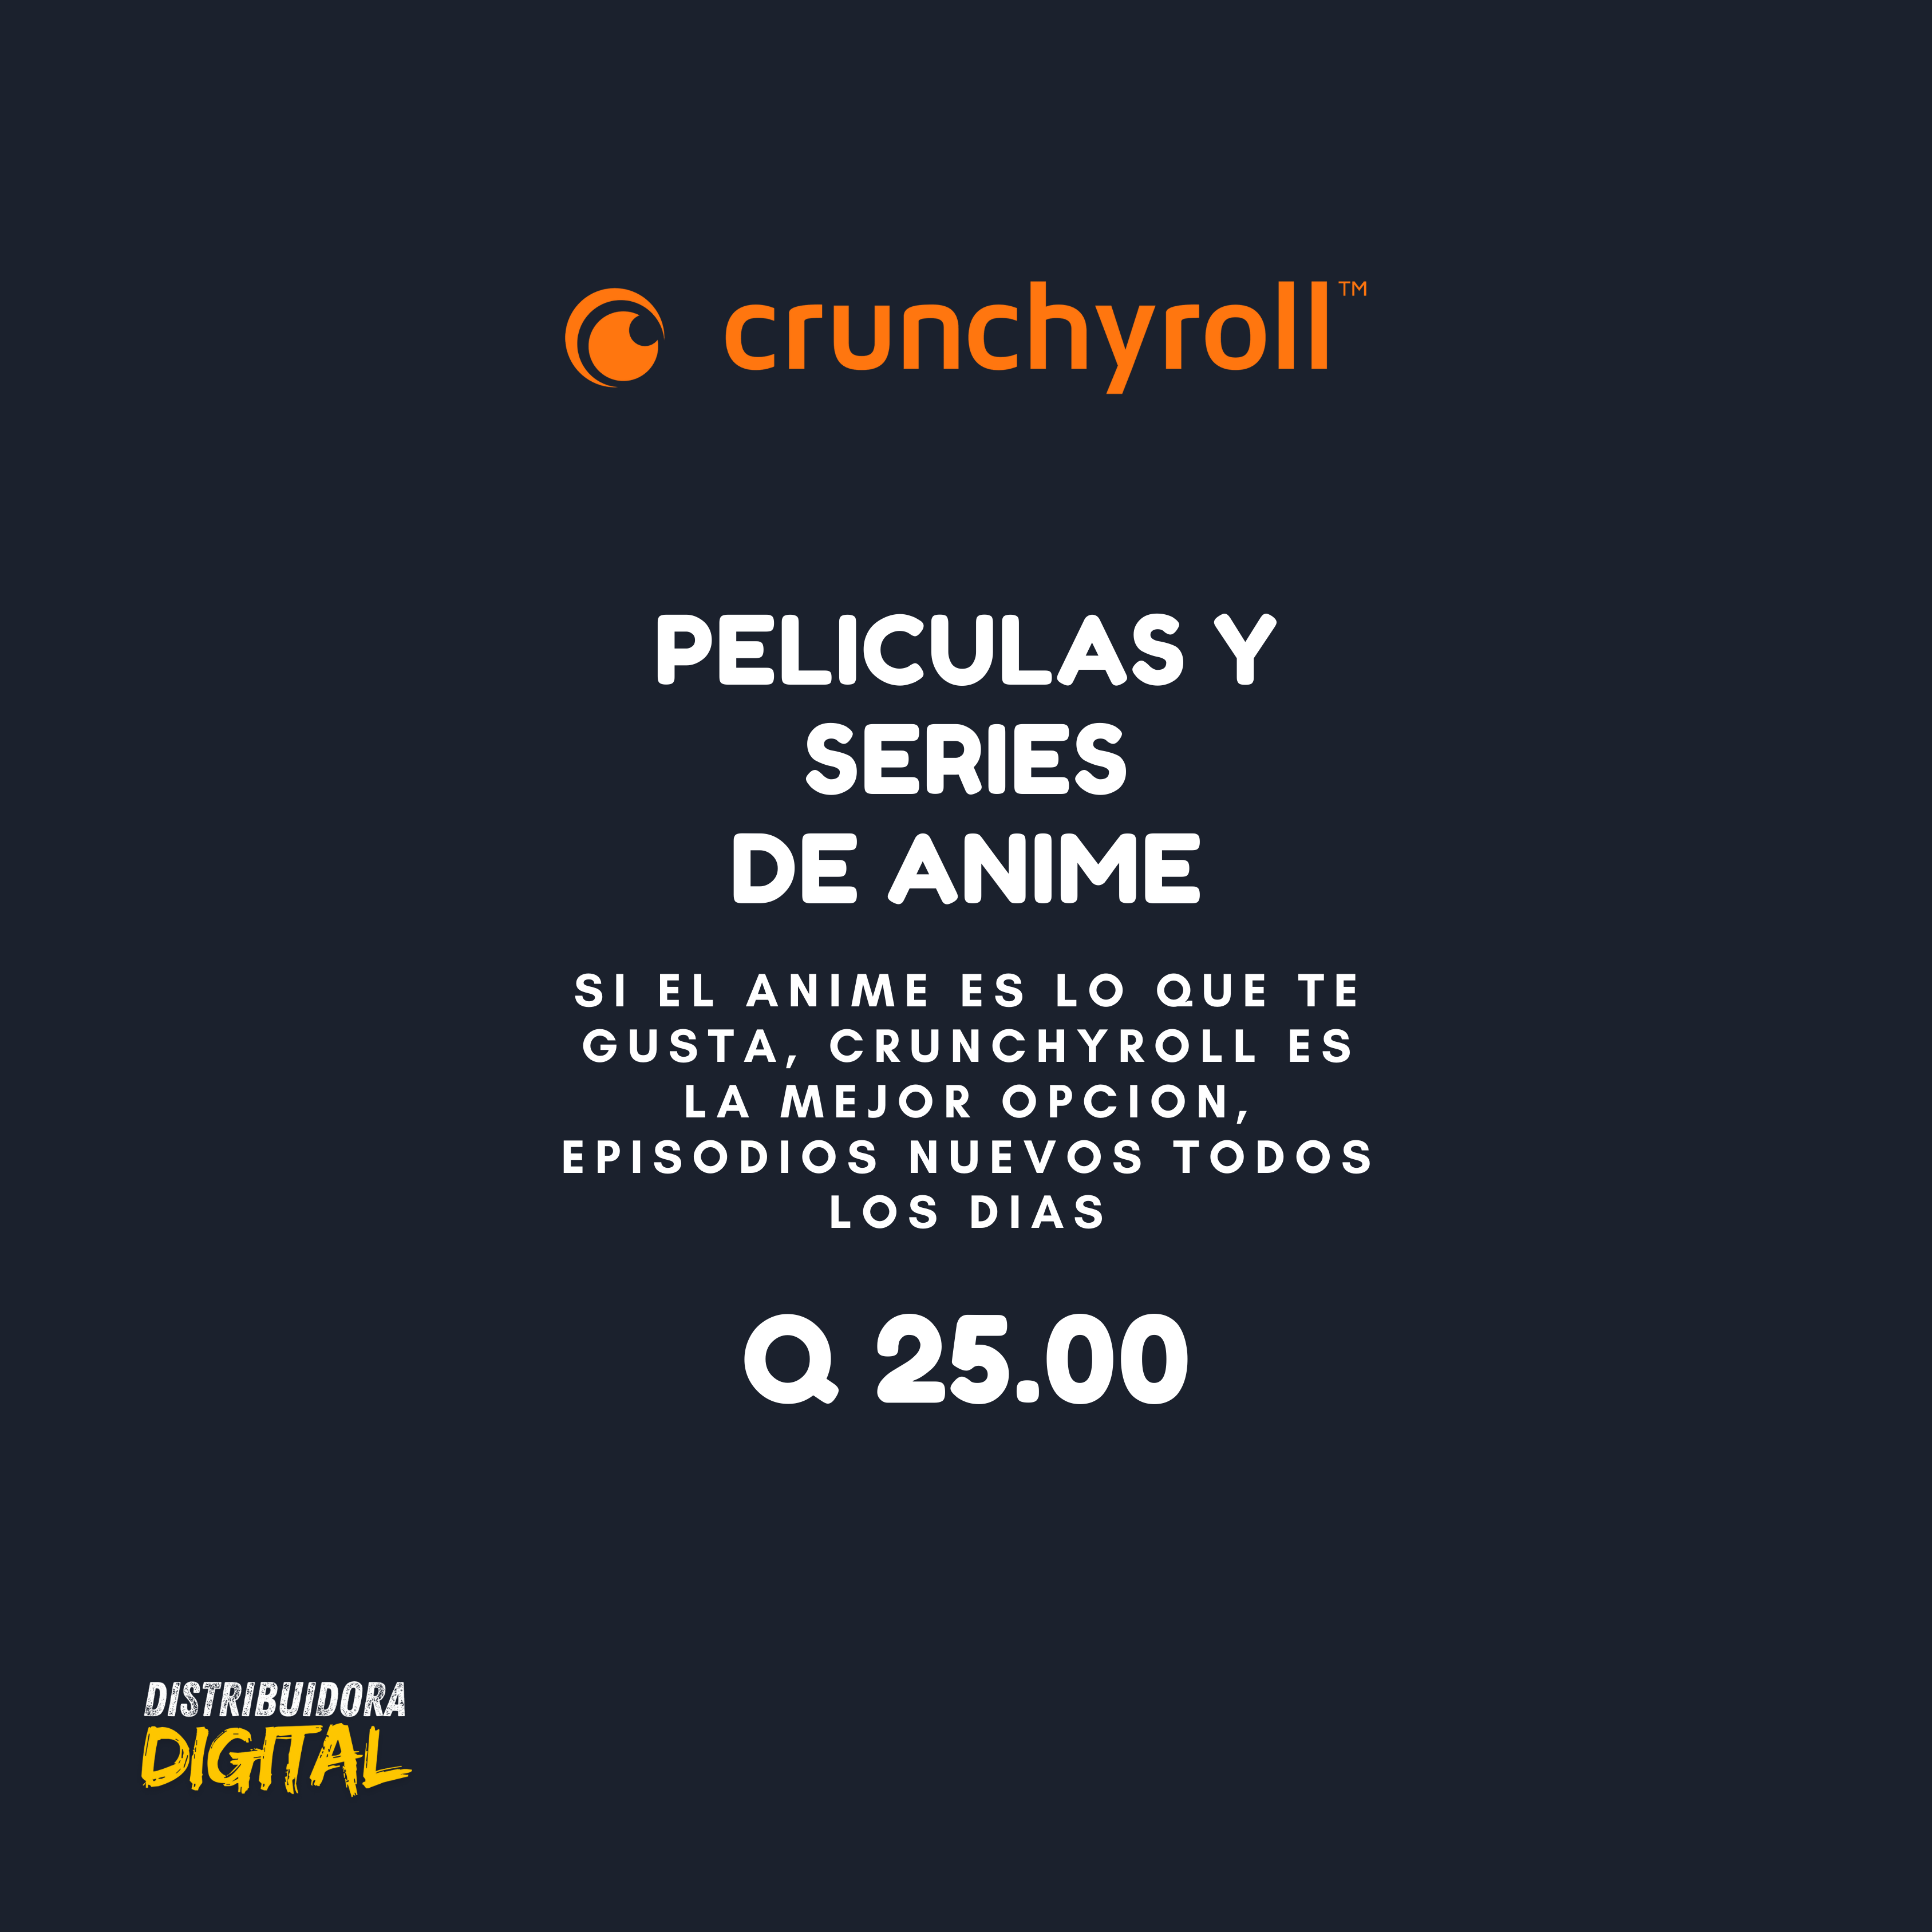 crunchyroll™
PELICULAS Y
SERIES
DE ANIME
SI EL ANIME ES LO QUE TE
GUSTA, CRUNCHYROLL ES
LA MEJOR OPCION,
EPISODIOS NUEVOS TODOS
LOS DIAS
Q 25.00
DISTRIBUIDORA
DIGITAL